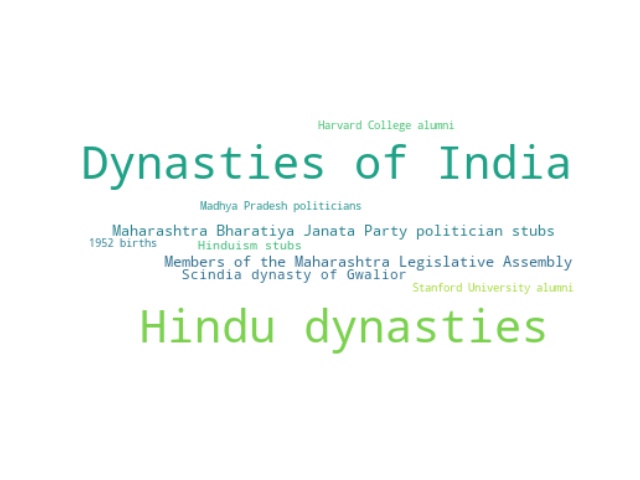 Harvard College alumni
Dynasties of India
Madhya Pradesh politicians
Maharashtra Bharatiya Janata Party politician stubs
1952 births
Hinduism stubs
Members of the Maharashtra Legislative Assembly
Scindia dynasty of Gwalior
Stanford University alumni
Hindu dynasties